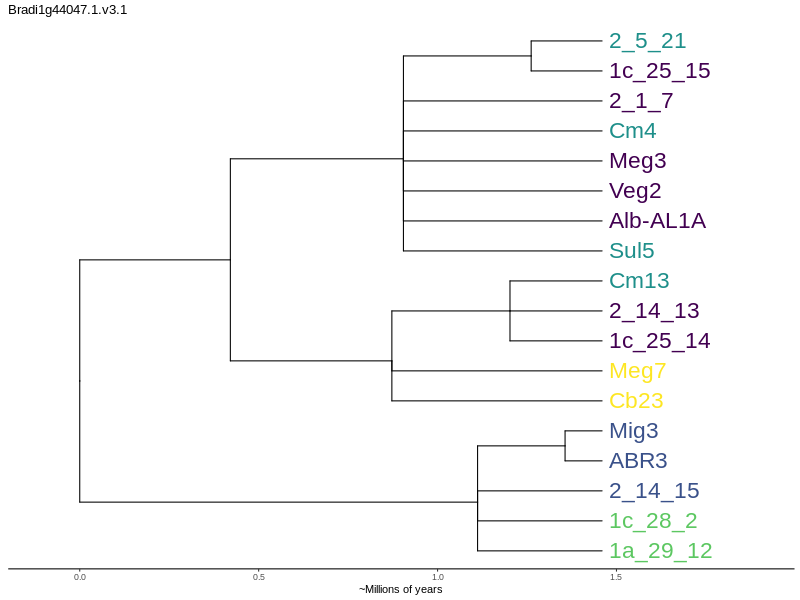 Bradi1g44047.1.v3.1
2_5_21
1c_25_15
2_1_7
Cm4
Meg3
Veg2
Alb-AL1A
Sul5
Cm13
2_14_13
1c_25_14
Meg7
Cb23
Mig3
ABR3
2_14_15
1c_28_2
1a_29_12
0.0 0.5 1.0 1.5
~Millions of years